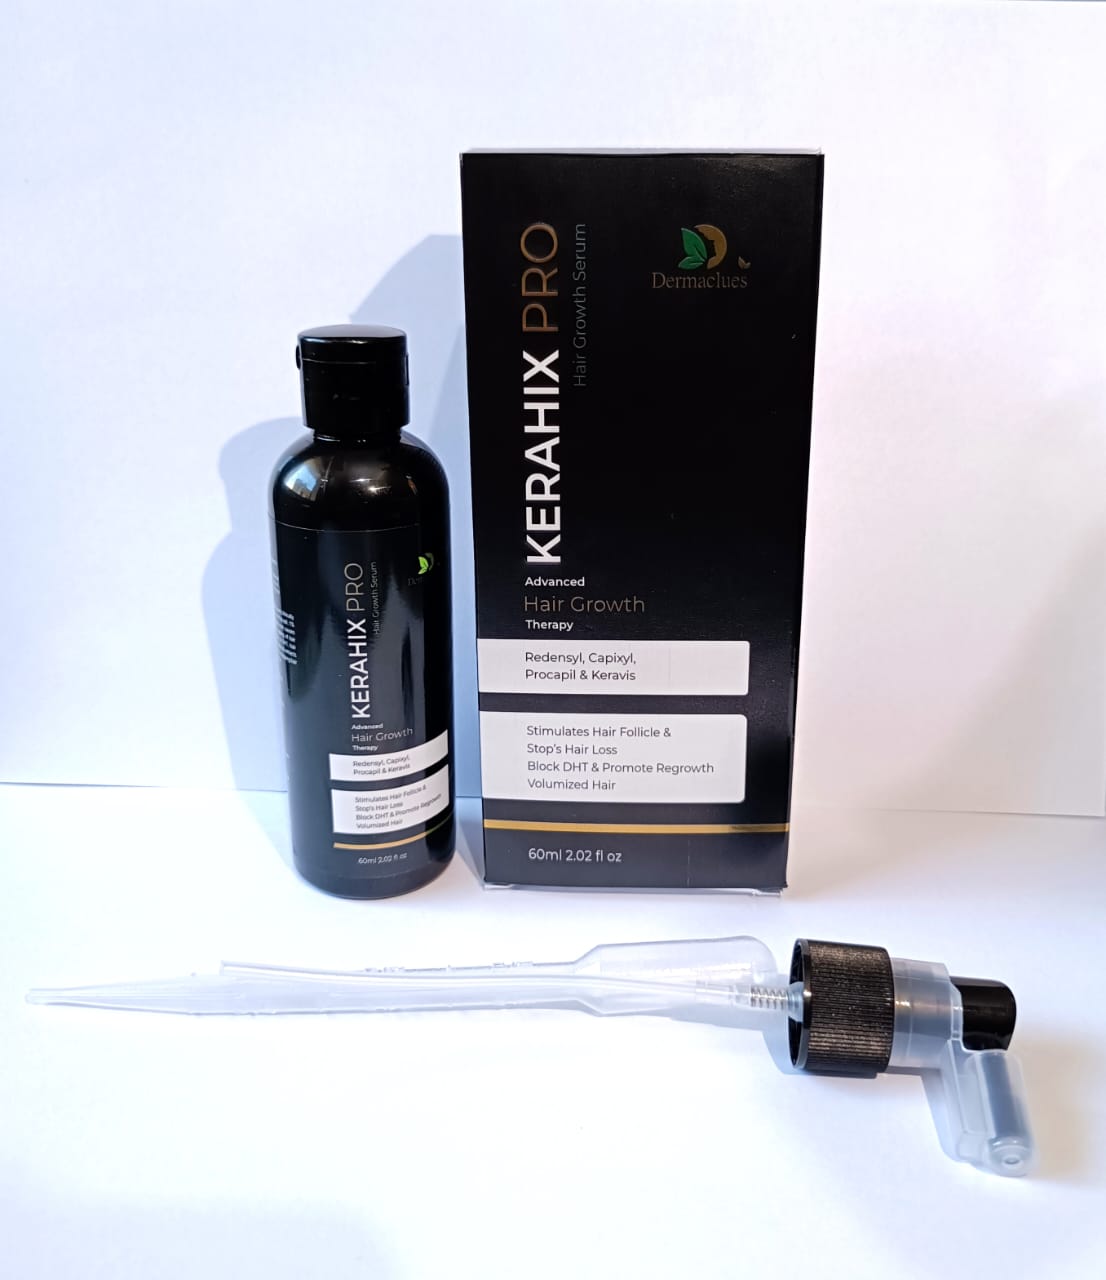 KERAHIX PRO
Hair Growth Serum
Dermaclues
Advanced
Hair Growth
Therapy
Redensyl, Capixyl,
Procapil & Keravis
Stimulates Hair Follicle &
Stop's Hair Loss
Block DHT & Promote Regrowth
Volumized Hair
60ml 2.02 fl oz
KERAHIX PRO
Hair Growth Serum
Advanced
Hair Growth
Therapy
Redensyl, Capixyl,
Procapil & Keravis
Stimulates Hair Follicle &
Stop's Hair Loss
Block DHT & Promote Regrowth
Volumized Hair
60ml 2.02 fl oz